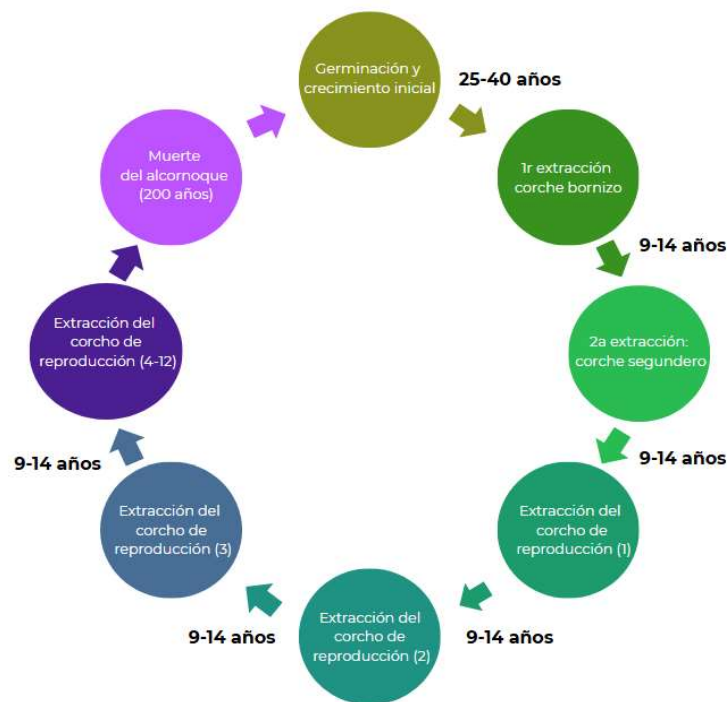 Germinación y
crecimiento inicial
25-40 años
1r extracción
corche bornizo
9-14 años
2a extracción:
corche segundero
9-14 años
Extracción del
corcho de
reproducción (1)
9-14 años
Extracción del
corcho de
reproducción (2)
9-14 años
Extracción del
corcho de
reproducción (3)
9-14 años
Extracción del
corcho de
reproducción (4-12)
Muerte
del alcornoque
(200 años)